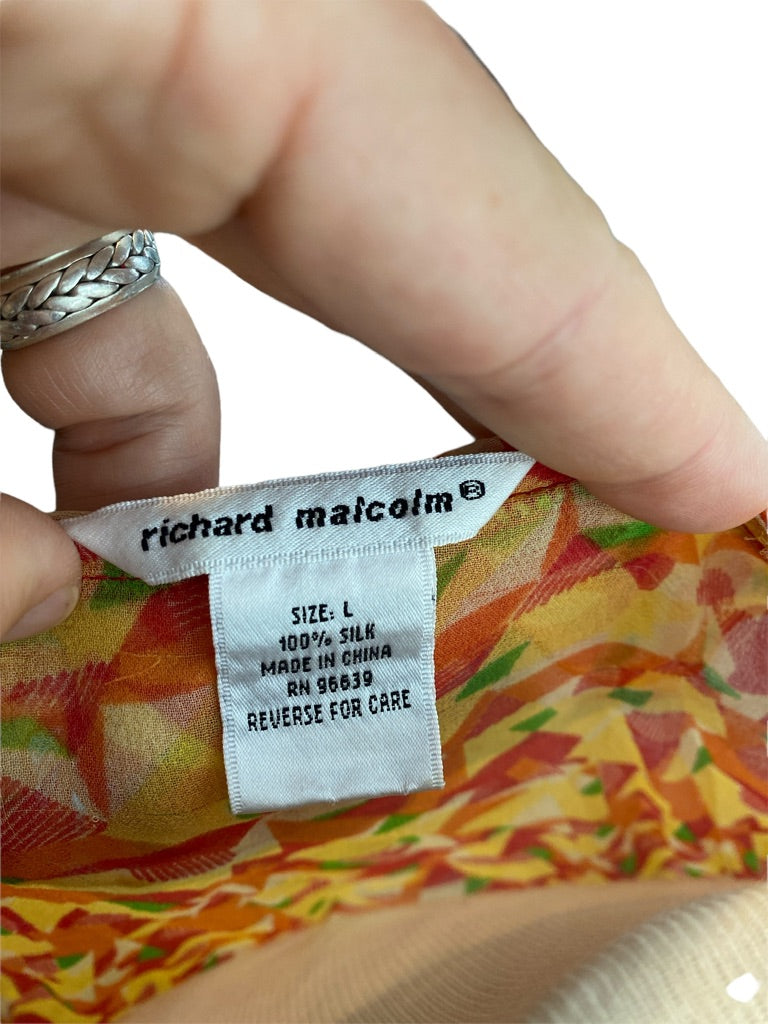 richard malcolm®
SIZE: L
100% SILK
MADE IN CHINA
RN 96639
REVERSE FOR CARE